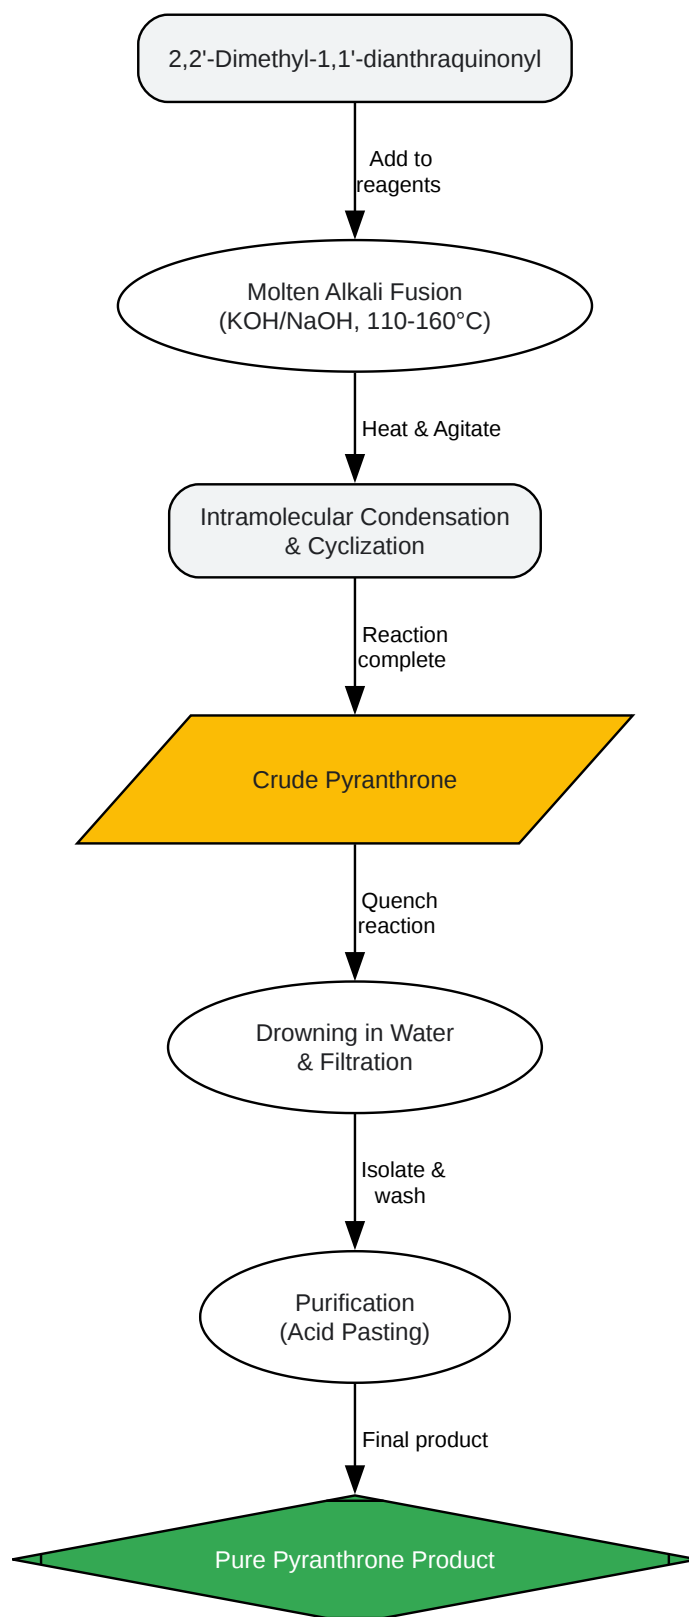 2,2'-Dimethyl-1,1'-dianthraquinonyl
Add to
reagents
Molten Alkali Fusion
(KOH/NaOH, 110-160°C)
Heat & Agitate
Intramolecular Condensation
& Cyclization
Reaction
complete
Crude Pyranthrone
Quench
reaction
Drowning in Water
& Filtration
Isolate &
wash
Purification
(Acid Pasting)
Final product
Pure Pyranthrone Product